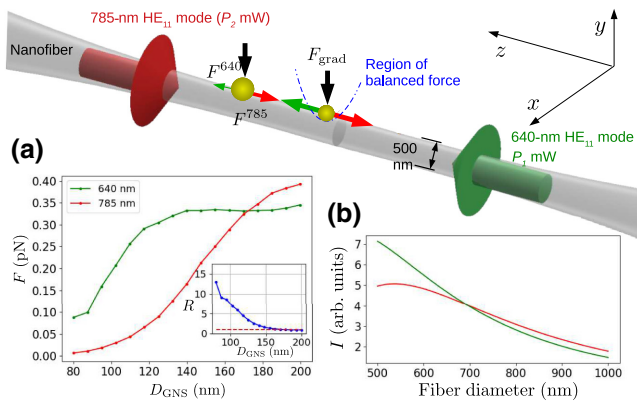 785-nm HE₁₁ mode (P₂ mW)
Nanofiber
F⁶⁴⁰
F⁷⁸⁵
F_grad
Region of
balanced force
y
z
x
500
nm
640-nm HE₁₁ mode
P₁ mW
(a)
0.40
0.35
0.30
0.25
0.20
0.15
0.10
0.05
0.00
F (pN)
640 nm
785 nm
15
10
5
0
R
100
200
D_GNS (nm)
80
100
120
140
160
180
200
D_GNS (nm)
(b)
7
6
5
4
3
2
1
I (arb. units)
500
600
700
800
900
1000
Fiber diameter (nm)